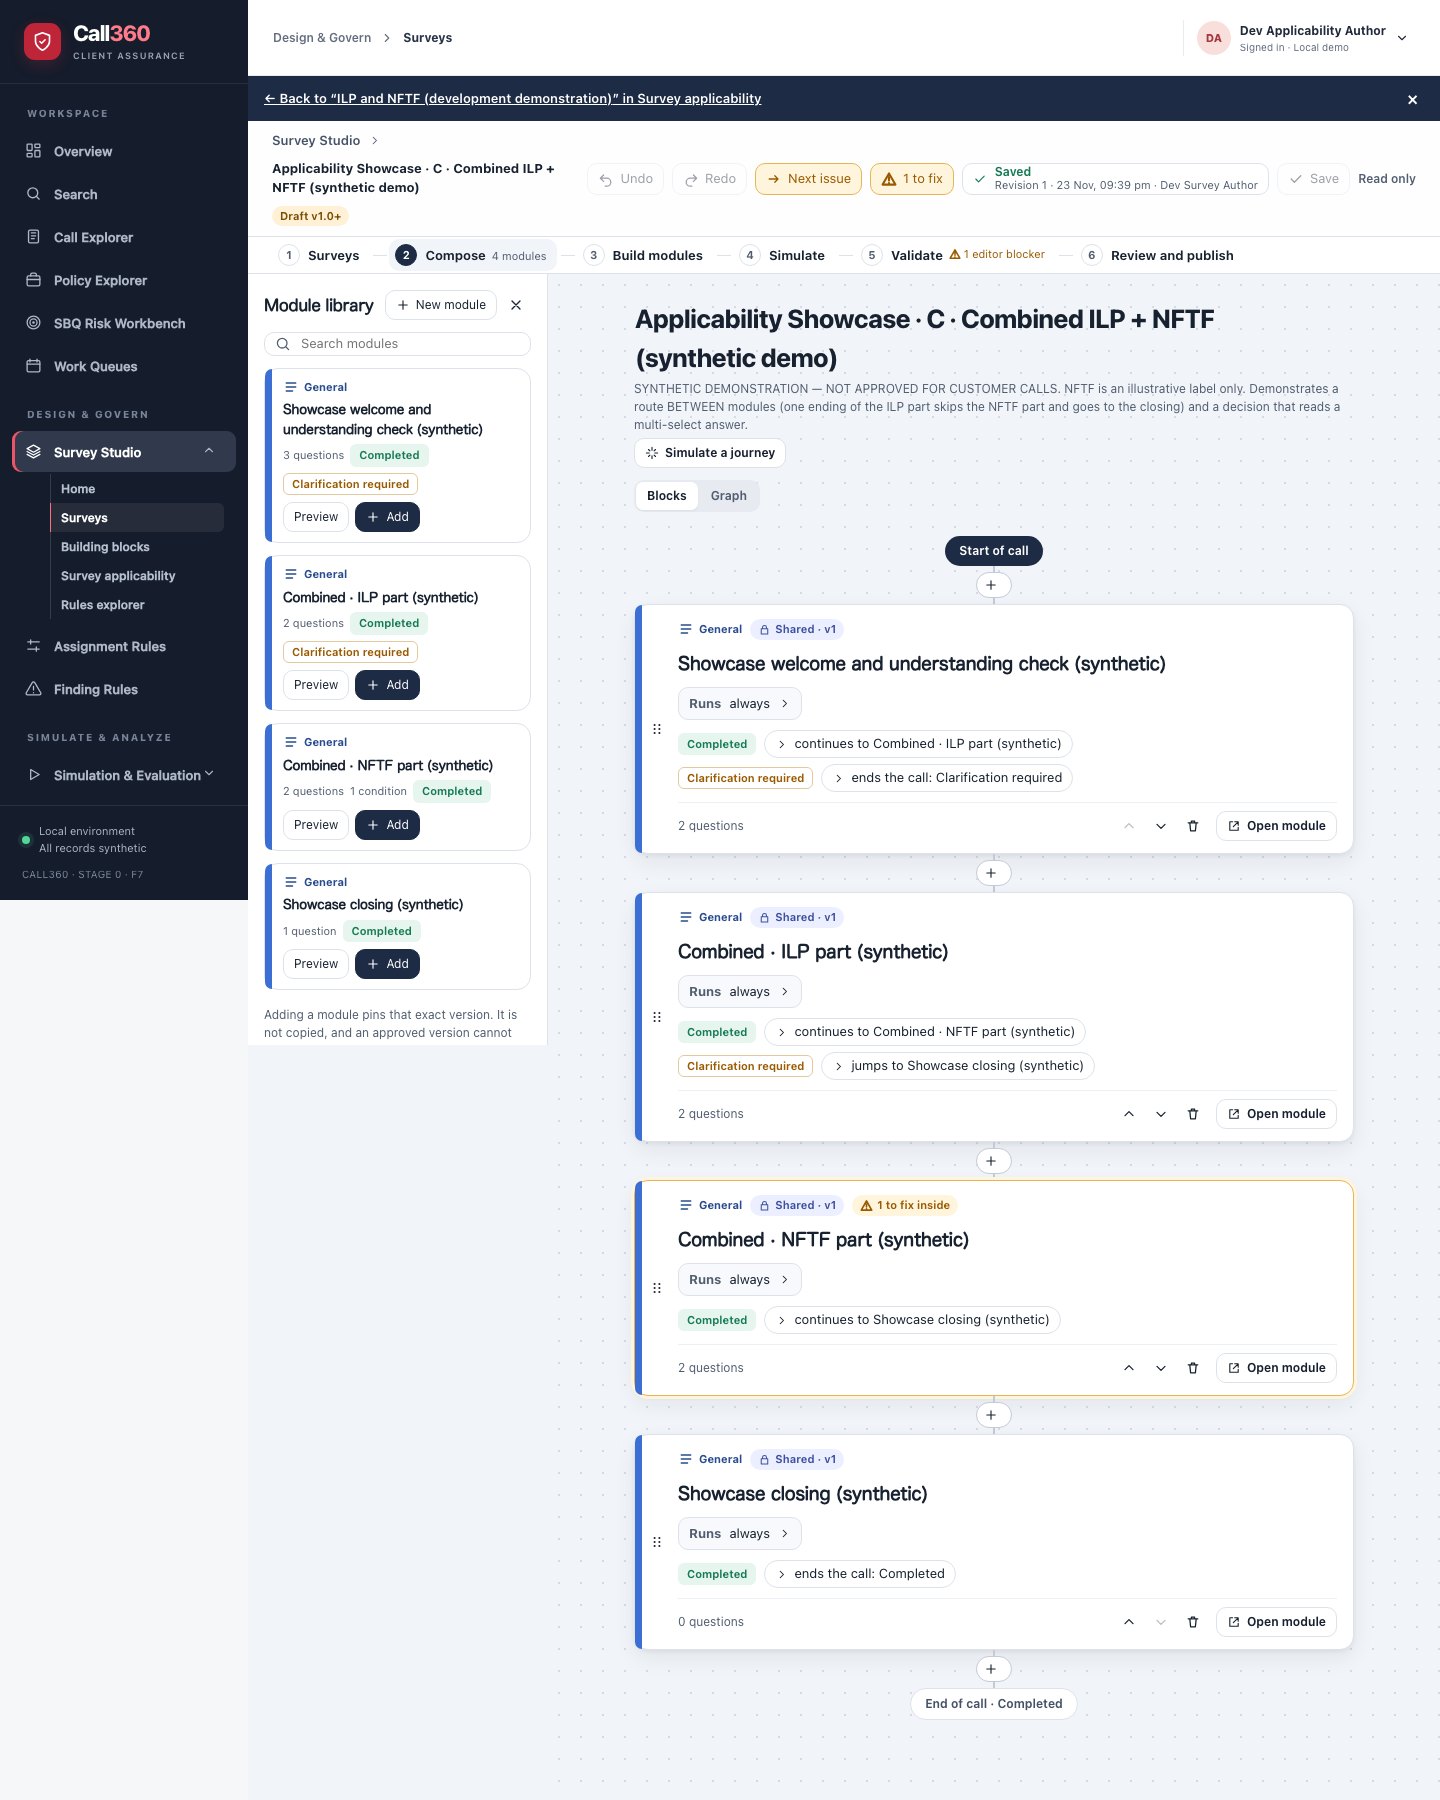 Call360
CLIENT ASSURANCE
WORKSPACE
Overview
Search
Call Explorer
Policy Explorer
SBQ Risk Workbench
Work Queues
DESIGN & GOVERN
Survey Studio
Home
Surveys
Building blocks
Survey applicability
Rules explorer
Assignment Rules
Finding Rules
SIMULATE & ANALYZE
Simulation & Evaluation
Local environment
All records synthetic
CALL360 · STAGE 0 · F7
Design & Govern > Surveys
DA
Dev Applicability Author
Signed in · Local demo
← Back to “ILP and NFTF (development demonstration)” in Survey applicability
Survey Studio >
Applicability Showcase · C · Combined ILP +
NFTF (synthetic demo)
Draft v1.0+
Undo
Redo
Next issue
1 to fix
Saved
Revision 1 · 23 Nov, 09:39 pm · Dev Survey Author
Save
Read only
1 Surveys
2 Compose 4 modules
3 Build modules
4 Simulate
5 Validate 1 editor blocker
6 Review and publish
Module library
+ New module
Search modules
General
Showcase welcome and
understanding check (synthetic)
3 questions Completed
Clarification required
Preview + Add
General
Combined · ILP part (synthetic)
2 questions Completed
Clarification required
Preview + Add
General
Combined · NFTF part (synthetic)
2 questions 1 condition Completed
Preview + Add
General
Showcase closing (synthetic)
1 question Completed
Preview + Add
Adding a module pins that exact version. It is
not copied, and an approved version cannot
Applicability Showcase · C · Combined ILP + NFTF
(synthetic demo)
SYNTHETIC DEMONSTRATION — NOT APPROVED FOR CUSTOMER CALLS. NFTF is an illustrative label only. Demonstrates a
route BETWEEN modules (one ending of the ILP part skips the NFTF part and goes to the closing) and a decision that reads a
multi-select answer.
Simulate a journey
Blocks Graph
Start of call
+
General Shared · v1
Showcase welcome and understanding check (synthetic)
Runs always >
Completed > continues to Combined · ILP part (synthetic)
Clarification required > ends the call: Clarification required
2 questions
Open module
+
General Shared · v1
Combined · ILP part (synthetic)
Runs always >
Completed > continues to Combined · NFTF part (synthetic)
Clarification required > jumps to Showcase closing (synthetic)
2 questions
Open module
+
General Shared · v1 1 to fix inside
Combined · NFTF part (synthetic)
Runs always >
Completed > continues to Showcase closing (synthetic)
2 questions
Open module
+
General Shared · v1
Showcase closing (synthetic)
Runs always >
Completed > ends the call: Completed
0 questions
Open module
+
End of call · Completed